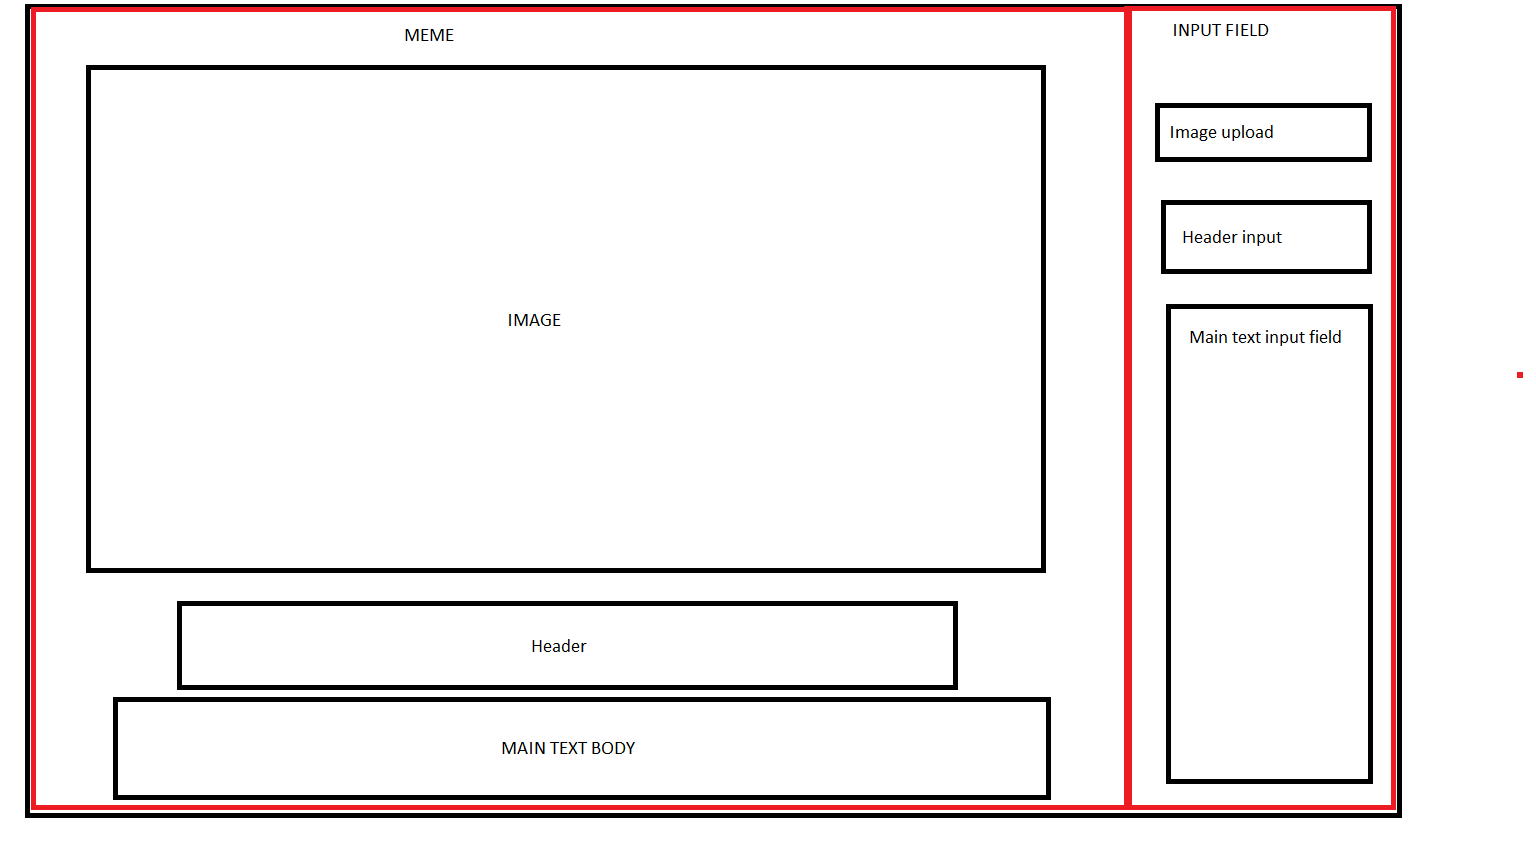 MEME
IMAGE
Header
MAIN TEXT BODY
INPUT FIELD
Image upload
Header input
Main text input field